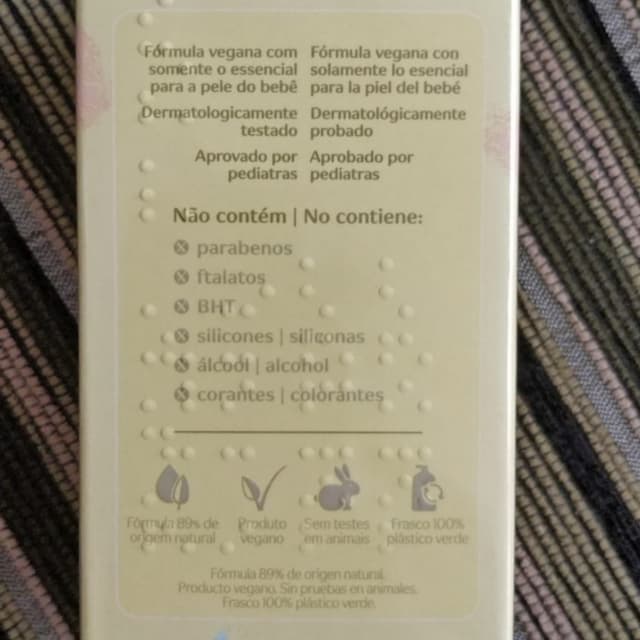 Fórmula vegana com
somente o essencial
para a pele do bebê
Dermatologicamente
testado
Aprovado por
pediatras
Fórmula vegana con
solamente lo esencial
para la piel del bebé
Dermatológicamente
probado
Aprobado por
pediatras
Não contém | No contiene:
parabenos
ftalatos
BHT
silicones | siliconas
álcool | alcohol
corantes | colorantes
Fórmula 89% de
origem natural
Produto
vegano
Sem testes
em animais
Frasco 100%
plástico verde
Fórmula 89% de origen natural.
Producto vegano. Sin pruebas en animales.
Frasco 100% plástico verde.